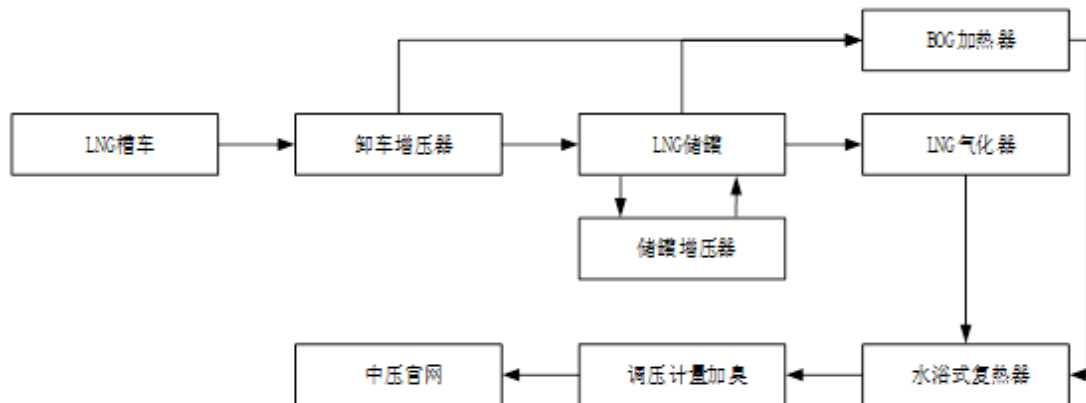 BOG加热器
LNG槽车
卸车增压器
LNG储罐
LNG气化器
储罐增压器
中压官网
调压计量加臭
水浴式复热器